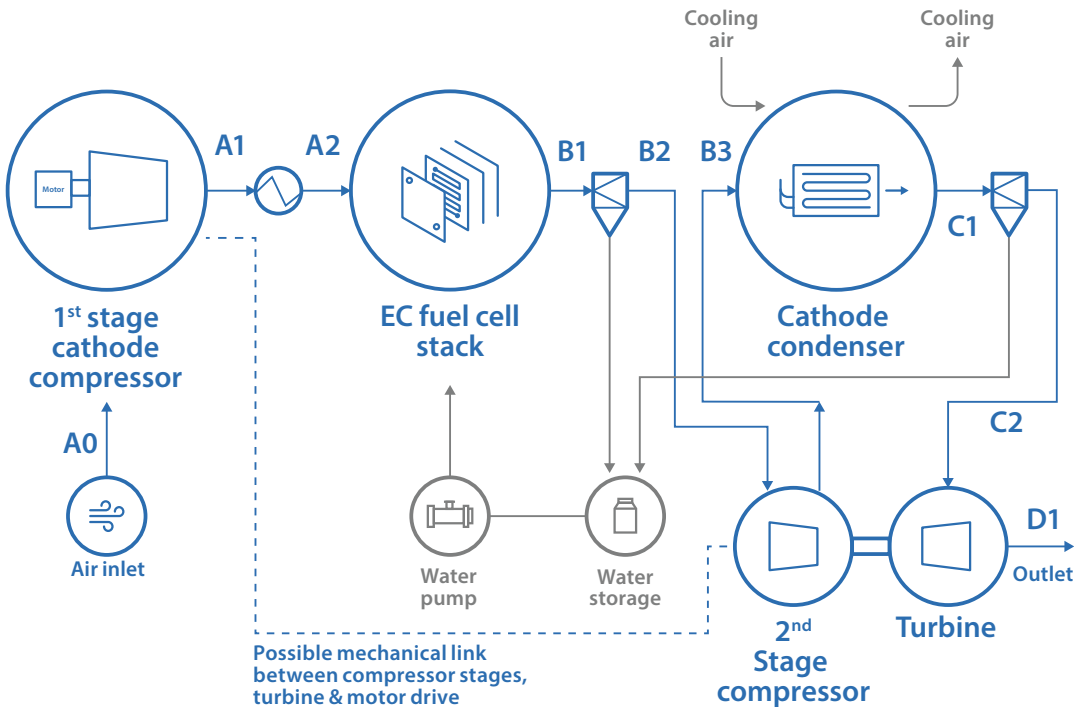 Cooling
air
Cooling
air
A1
A2
B1
B2
B3
Motor
C1
1st stage
cathode
compressor
EC fuel cell
stack
Cathode
condenser
A0
C2
D1
Air inlet
Water
pump
Water
storage
Outlet
2nd
Stage
compressor
Turbine
Possible mechanical link
between compressor stages,
turbine & motor drive